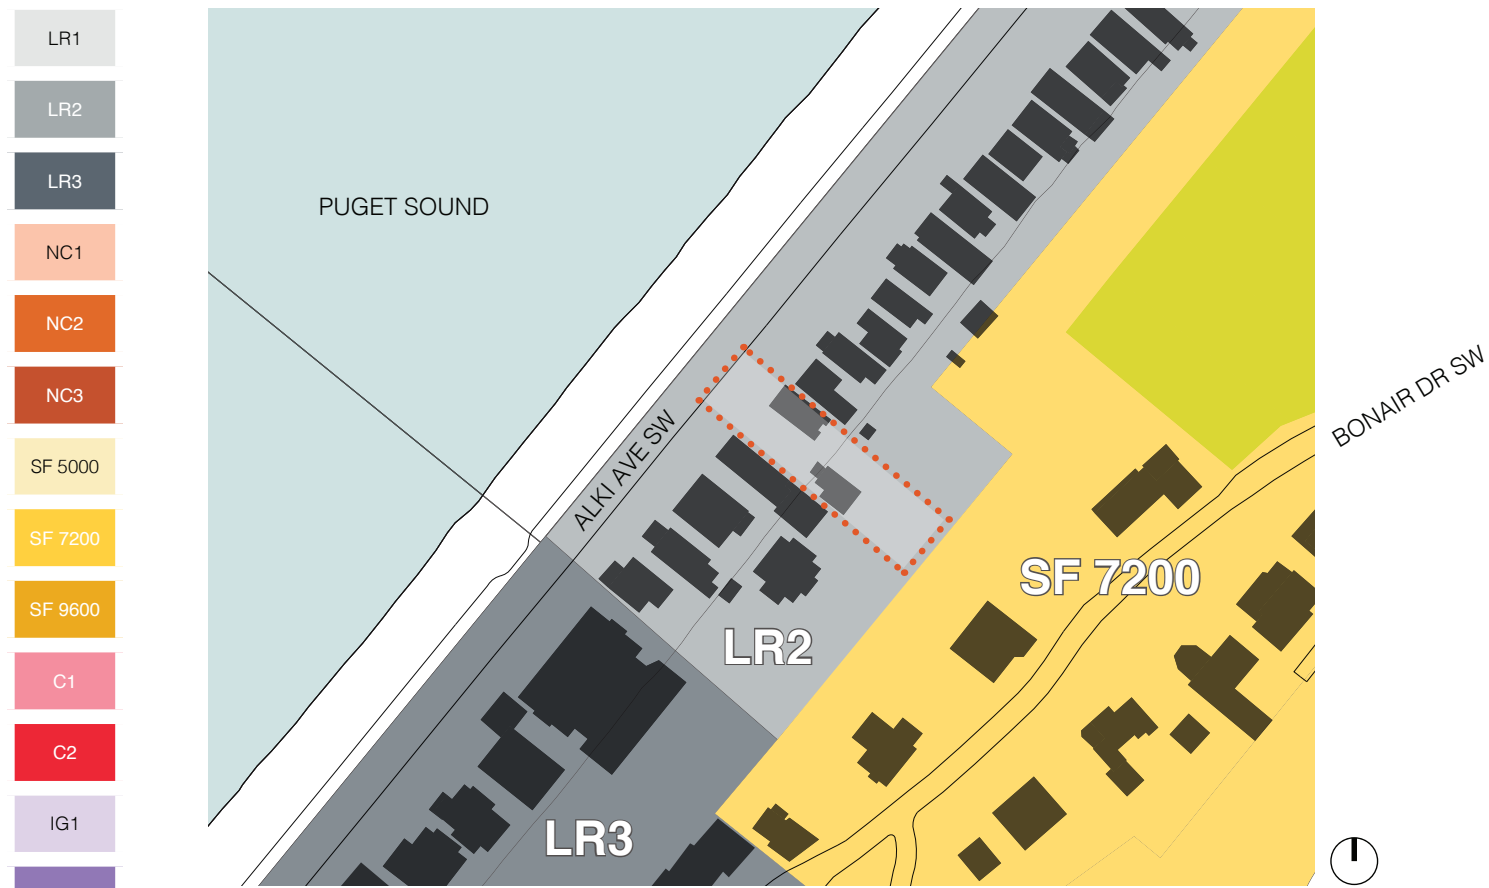 LR1
LR2
LR3
NC1
NC2
NC3
SF 5000
SF 7200
SF 9600
C1
C2
IG1
PUGET SOUND
ALKI AVE SW
BONAIR DR SW
SF 7200
LR2
LR3